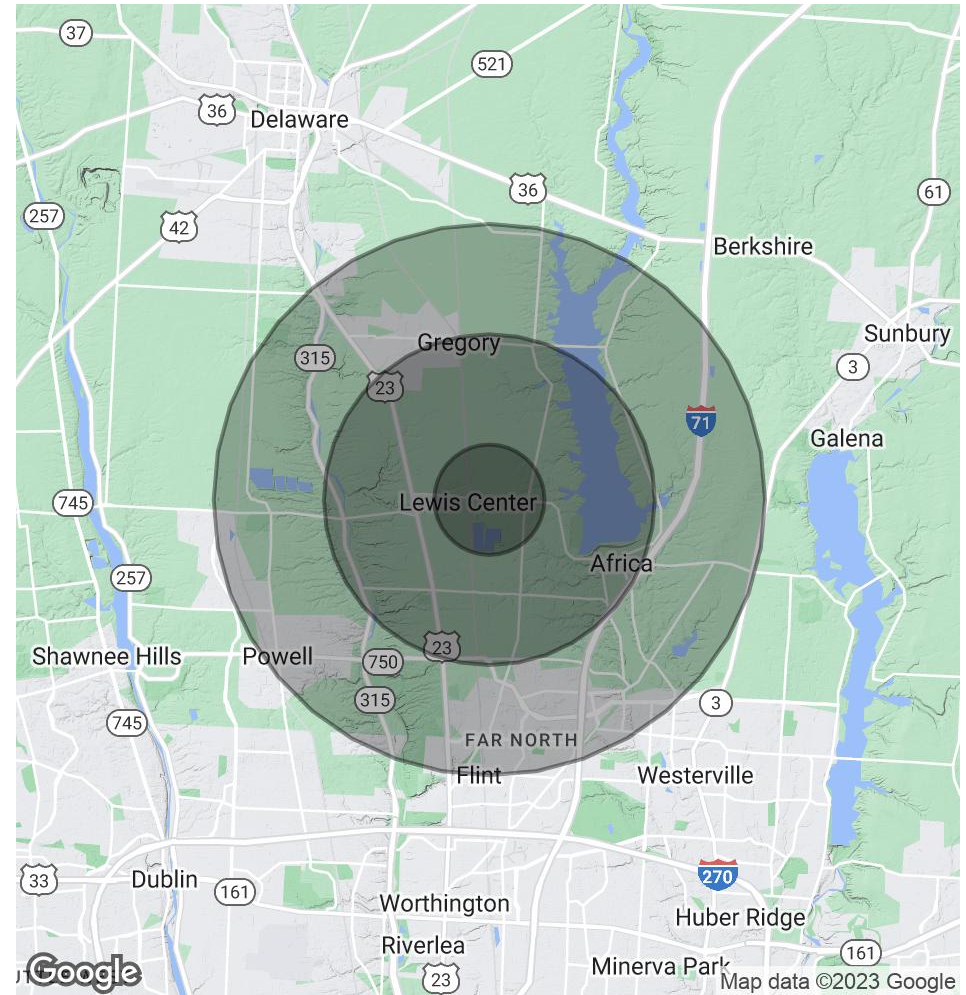 37
521
36
Delaware
36
61
257
42
Berkshire
Sunbury
Gregory
315
3
23
71
Galena
745
Lewis Center
Africa
257
23
Shawnee Hills
Powell
750
315
3
745
FAR NORTH
Flint
Westerville
33
Dublin
161
270
Worthington
Huber Ridge
Riverlea
161
Minerva Park
23
Google
Map data ©2023 Google